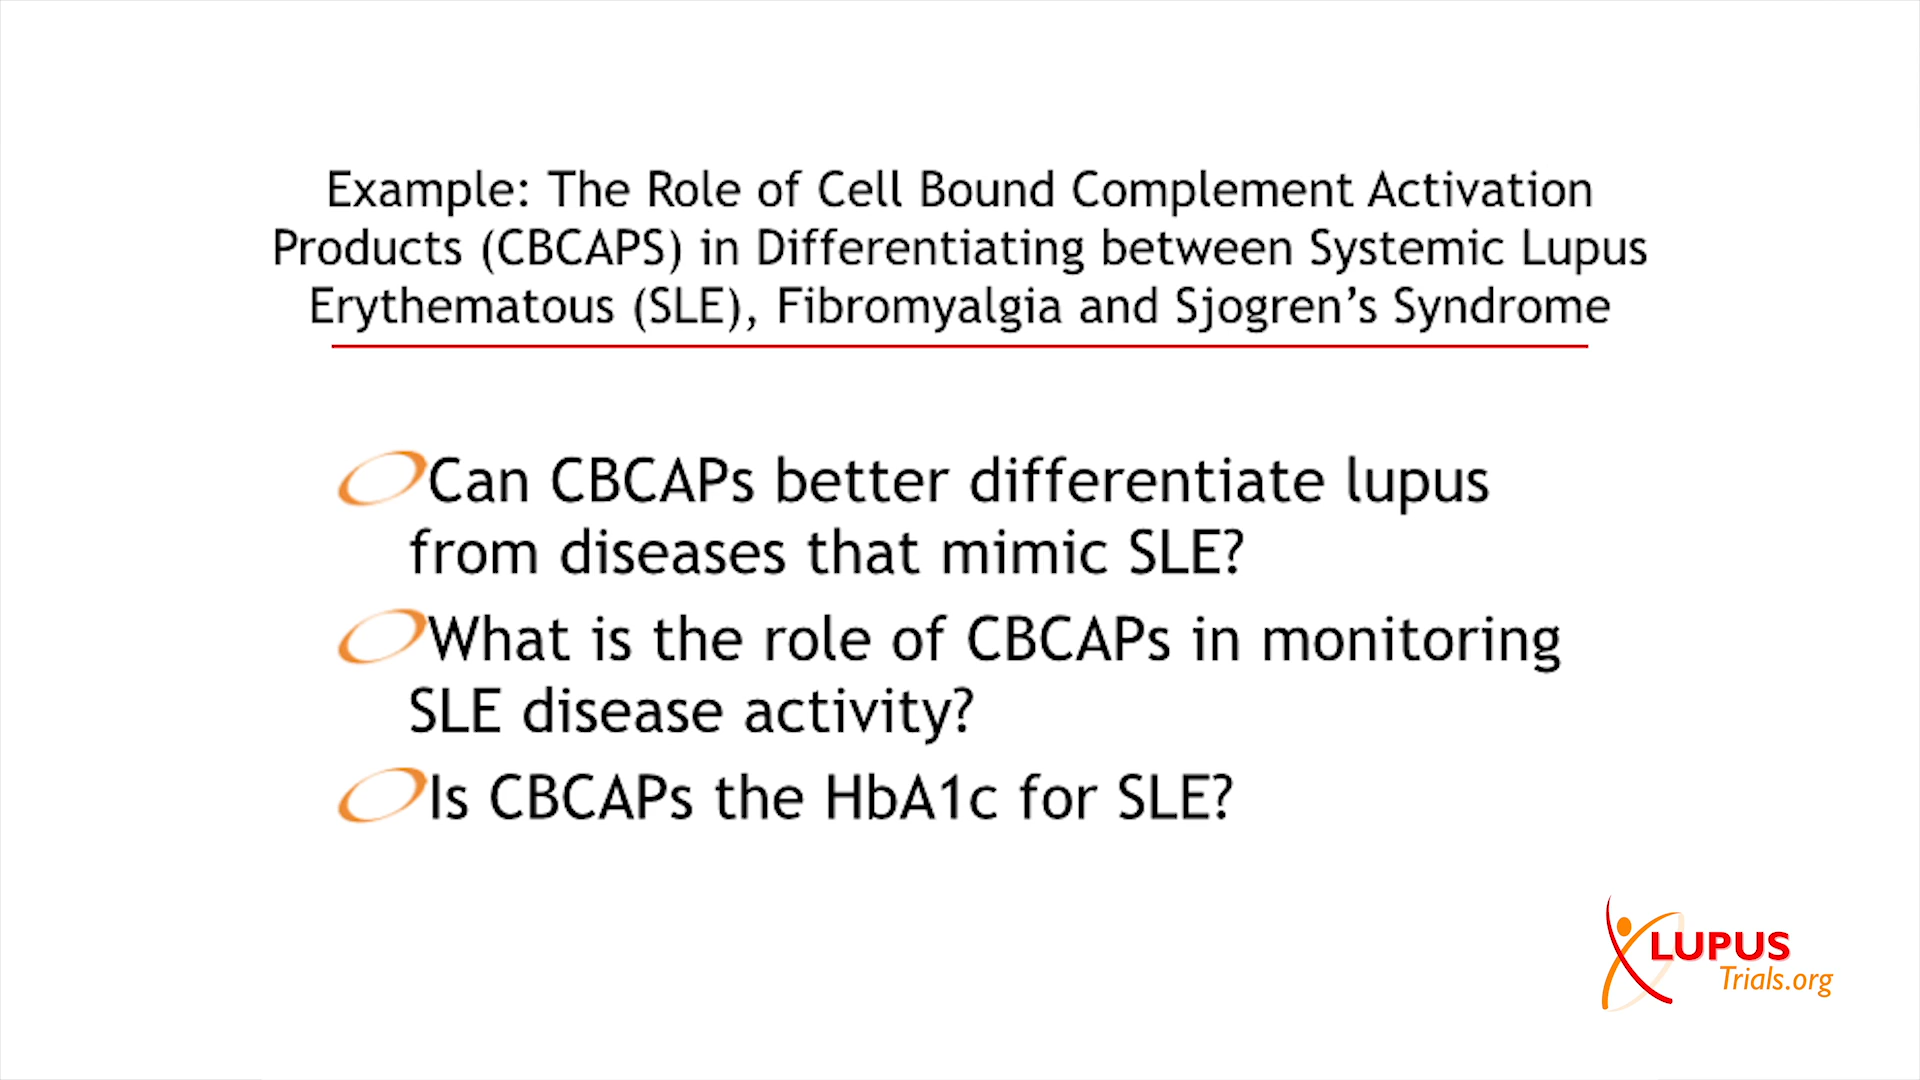 Example: The Role of Cell Bound Complement Activation
Products (CBCAPS) in Differentiating between Systemic Lupus
Erythematous (SLE), Fibromyalgia and Sjogren’s Syndrome
Can CBCAPs better differentiate lupus
from diseases that mimic SLE?
What is the role of CBCAPs in monitoring
SLE disease activity?
Is CBCAPs the HbA1c for SLE?
LUPUS
Trials.org